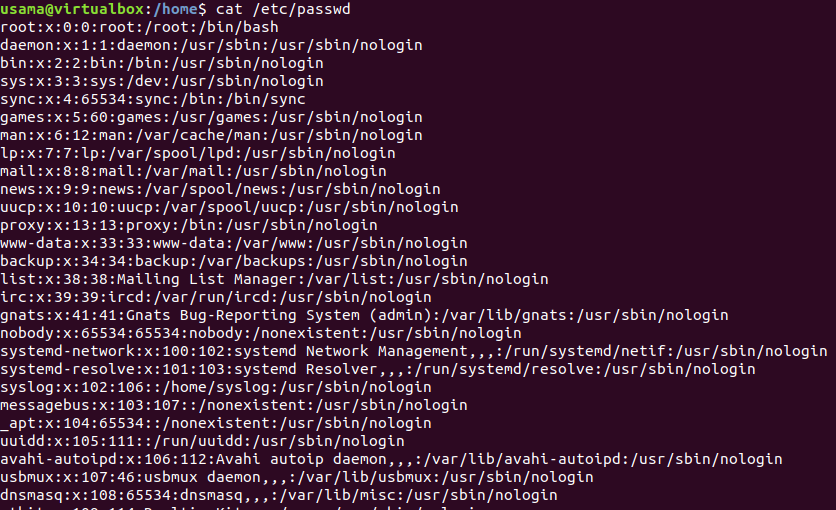 usama@virtualbox:/home$ cat /etc/passwd
root:x:0:0:root:/root:/bin/bash
daemon:x:1:1:daemon:/usr/sbin:/usr/sbin/nologin
bin:x:2:2:bin:/bin:/usr/sbin/nologin
sys:x:3:3:sys:/dev:/usr/sbin/nologin
sync:x:4:65534:sync:/bin:/bin/sync
games:x:5:60:games:/usr/games:/usr/sbin/nologin
man:x:6:12:man:/var/cache/man:/usr/sbin/nologin
lp:x:7:7:lp:/var/spool/lpd:/usr/sbin/nologin
mail:x:8:8:mail:/var/mail:/usr/sbin/nologin
news:x:9:9:news:/var/spool/news:/usr/sbin/nologin
uucp:x:10:10:uucp:/var/spool/uucp:/usr/sbin/nologin
proxy:x:13:13:proxy:/bin:/usr/sbin/nologin
www-data:x:33:33:www-data:/var/www:/usr/sbin/nologin
backup:x:34:34:backup:/var/backups:/usr/sbin/nologin
list:x:38:38:Mailing List Manager:/var/list:/usr/sbin/nologin
irc:x:39:39:ircd:/var/run/ircd:/usr/sbin/nologin
gnats:x:41:41:Gnats Bug-Reporting System (admin):/var/lib/gnats:/usr/sbin/nologin
nobody:x:65534:65534:nobody:/nonexistent:/usr/sbin/nologin
systemd-network:x:100:102:systemd Network Management,,,:/run/systemd/netif:/usr/sbin/nologin
systemd-resolve:x:101:103:systemd Resolver,,,:/run/systemd/resolve:/usr/sbin/nologin
syslog:x:102:106::/home/syslog:/usr/sbin/nologin
messagebus:x:103:107::/nonexistent:/usr/sbin/nologin
_apt:x:104:65534::/nonexistent:/usr/sbin/nologin
uuidd:x:105:111::/run/uuidd:/usr/sbin/nologin
avahi-autoipd:x:106:112:Avahi autoip daemon,,,:/var/lib/avahi-autoipd:/usr/sbin/nologin
usbmux:x:107:46:usbmux daemon,,,:/var/lib/usbmux:/usr/sbin/nologin
dnsmasq:x:108:65534:dnsmasq,,,:/var/lib/misc:/usr/sbin/nologin